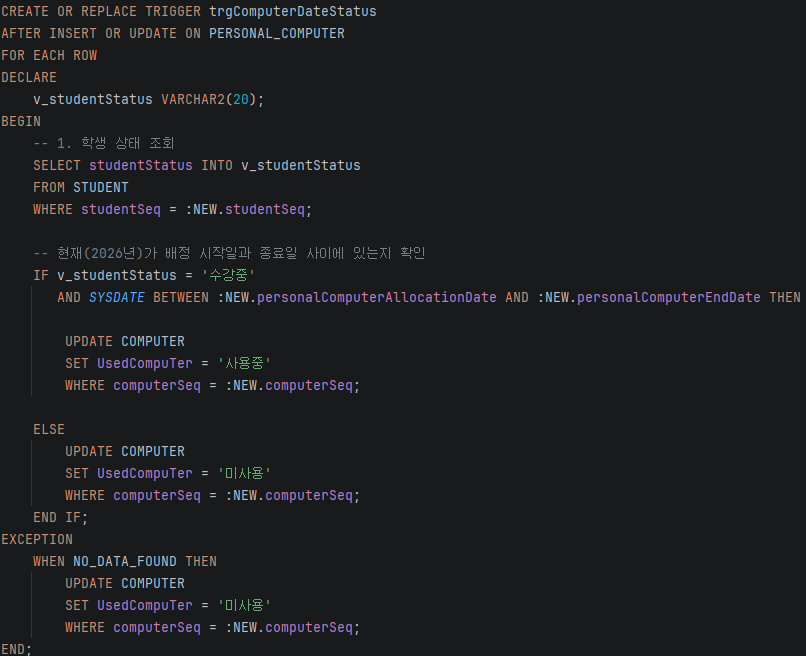 CREATE OR REPLACE TRIGGER trgComputerDateStatus
AFTER INSERT OR UPDATE ON PERSONAL_COMPUTER
FOR EACH ROW
DECLARE
    v_studentStatus VARCHAR2(20);
BEGIN
    -- 1. 학생 상태 조회
    SELECT studentStatus INTO v_studentStatus
    FROM STUDENT
    WHERE studentSeq = :NEW.studentSeq;

    -- 현재(2026년)가 배정 시작일과 종료일 사이에 있는지 확인
    IF v_studentStatus = '수강중'
       AND SYSDATE BETWEEN :NEW.personalComputerAllocationDate AND :NEW.personalComputerEndDate THEN

        UPDATE COMPUTER
        SET UsedCompuTer = '사용중'
        WHERE computerSeq = :NEW.computerSeq;

    ELSE
        UPDATE COMPUTER
        SET UsedCompuTer = '미사용'
        WHERE computerSeq = :NEW.computerSeq;
    END IF;
EXCEPTION
    WHEN NO_DATA_FOUND THEN
        UPDATE COMPUTER
        SET UsedCompuTer = '미사용'
        WHERE computerSeq = :NEW.computerSeq;
END;